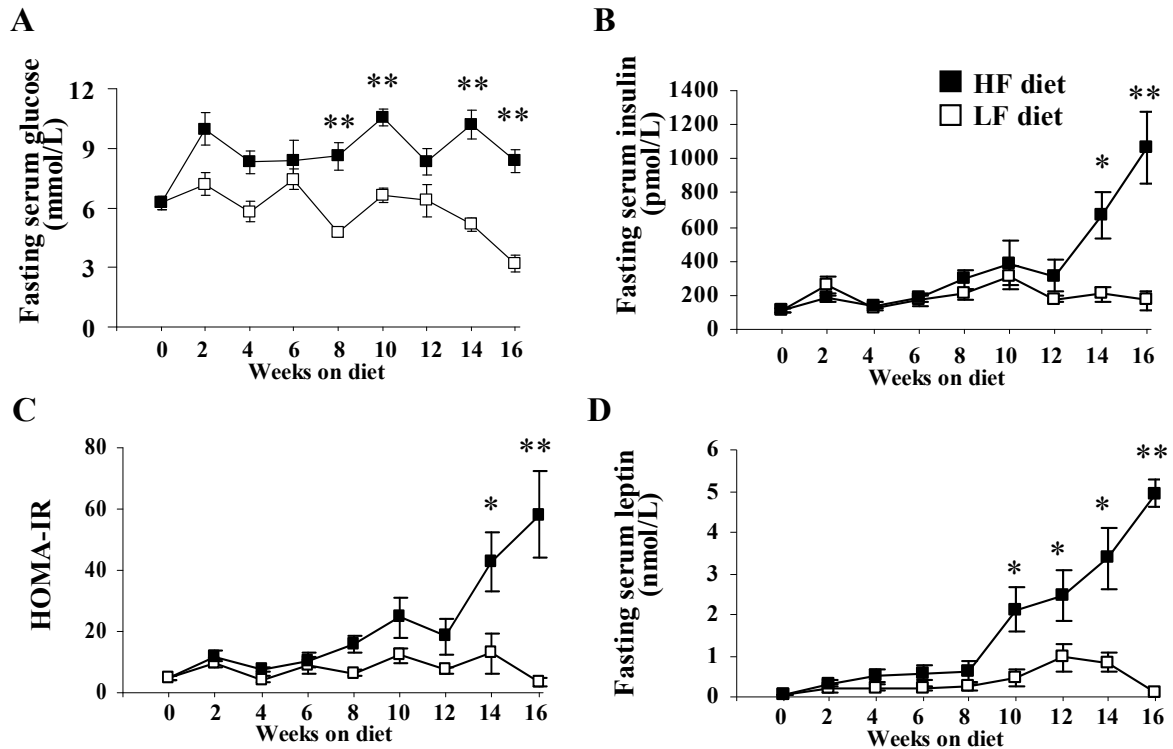 A
Fasting serum glucose
(mmol/L)
12
9
6
3
0
** ** ** **
0 2 4 6 8 10 12 14 16
Weeks on diet
B
HF diet
LF diet
Fasting serum insulin
(pmol/L)
1400
1200
1000
800
600
400
200
0
* **
0 2 4 6 8 10 12 14 16
Weeks on diet
C
HOMA-IR
80
60
40
20
0
* **
0 2 4 6 8 10 12 14 16
Weeks on diet
D
Fasting serum leptin
(nmol/L)
6
5
4
3
2
1
0
* * * **
0 2 4 6 8 10 12 14 16
Weeks on diet